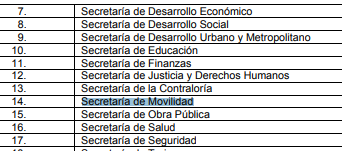 7. Secretaría de Desarrollo Económico
8. Secretaría de Desarrollo Social
9. Secretaría de Desarrollo Urbano y Metropolitano
10. Secretaría de Educación
11. Secretaría de Finanzas
12. Secretaría de Justicia y Derechos Humanos
13. Secretaría de la Contraloría
14. Secretaría de Movilidad
15. Secretaría de Obra Pública
16. Secretaría de Salud
17. Secretaría de Seguridad